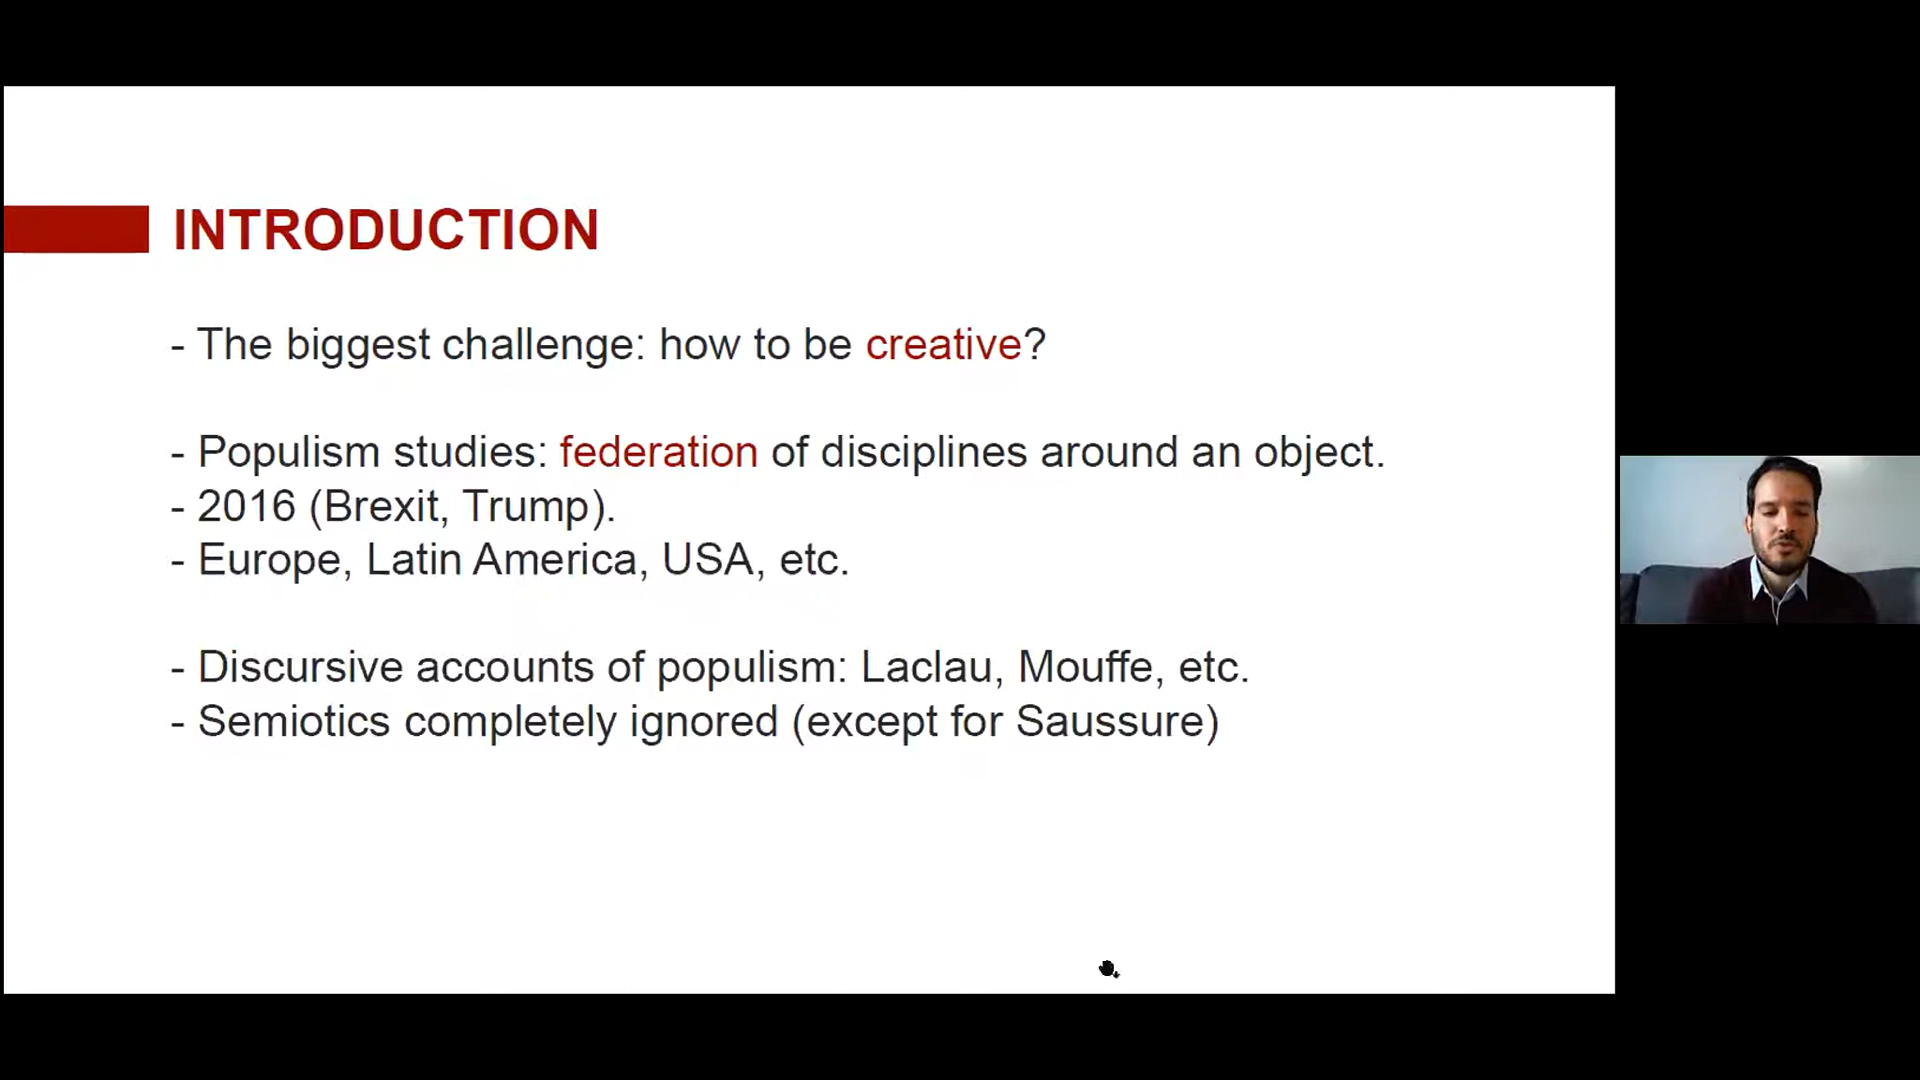 INTRODUCTION
- The biggest challenge: how to be creative?
- Populism studies: federation of disciplines around an object.
- 2016 (Brexit, Trump).
- Europe, Latin America, USA, etc.
- Discursive accounts of populism: Laclau, Mouffe, etc.
- Semiotics completely ignored (except for Saussure)